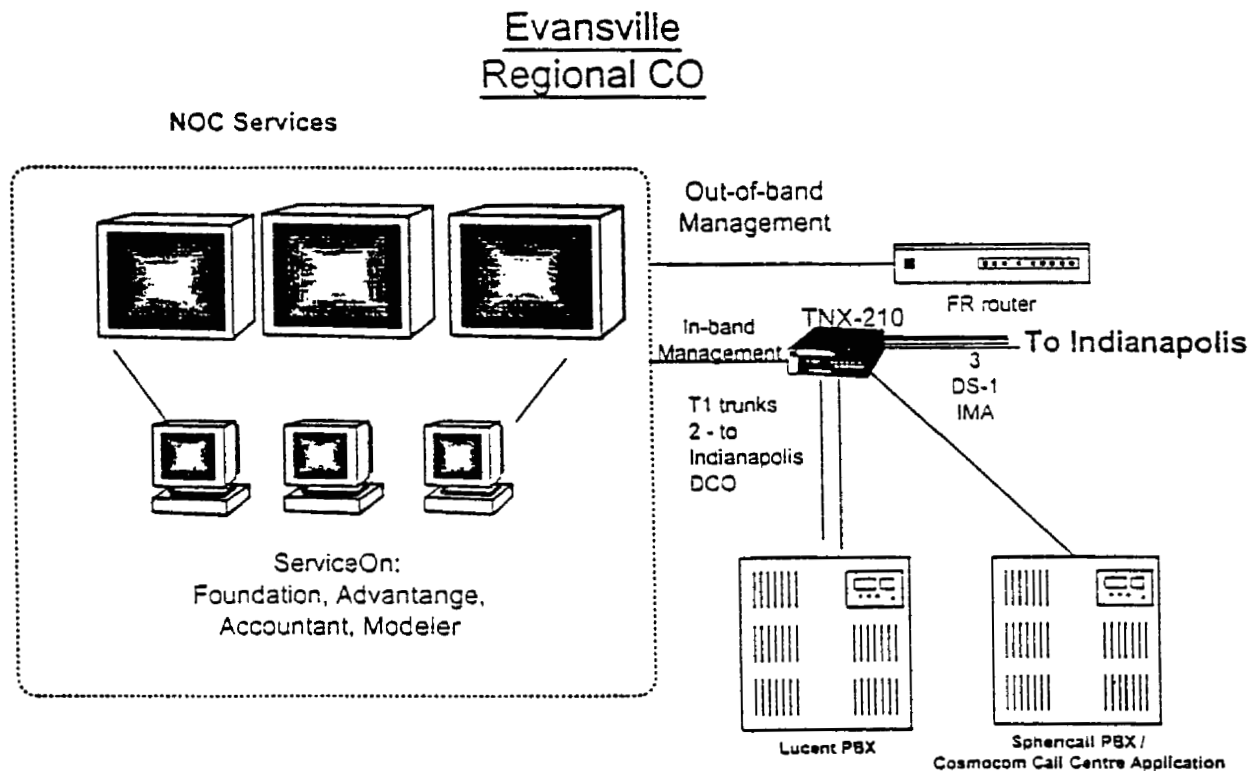 Evansville
Regional CO
NOC Services
Out-of-band
Management
FR router
TNX-210
In-band
Management
To Indianapolis
3
DS-1
IMA
T1 trunks
2 - to
Indianapolis
DCO
ServiceOn:
Foundation, Advantange,
Accountant, Modeler
Lucent PBX
Sphencall PBX /
Cosmocom Call Centre Application